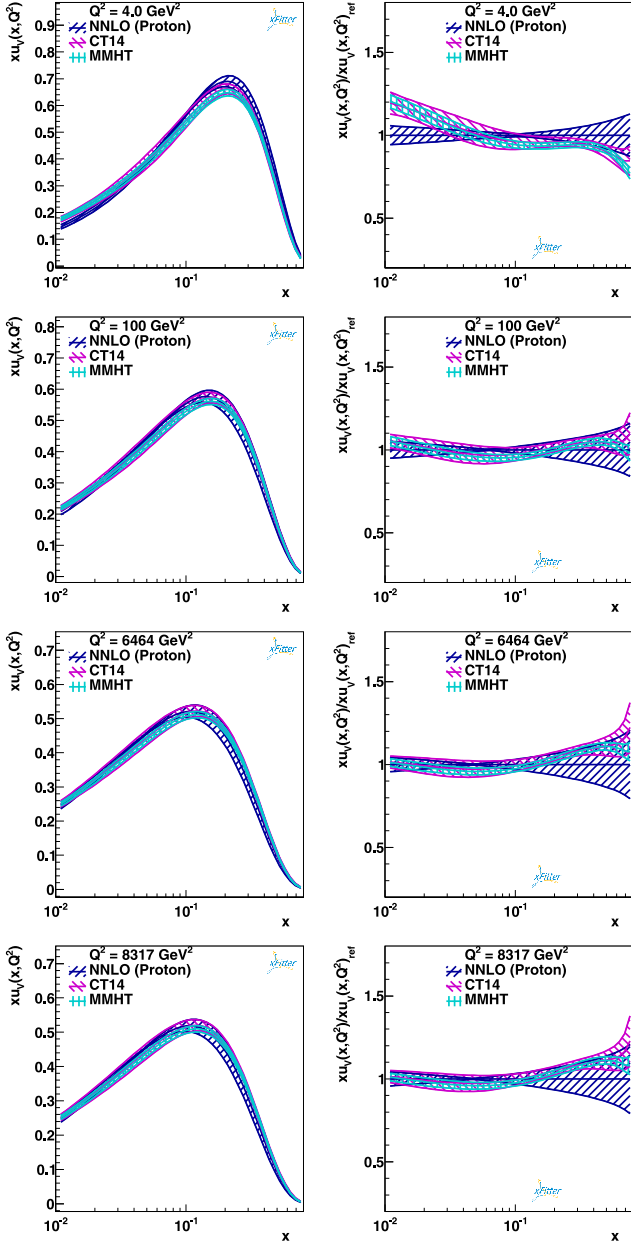 Q² = 4.0 GeV²
NNLO (Proton)
CT14
MMHT
xFitter
xu_V(x,Q²)
0.9
0.8
0.7
0.6
0.5
0.4
0.3
0.2
0.1
0
10⁻² 10⁻¹
x
Q² = 4.0 GeV²
NNLO (Proton)
CT14
MMHT
xFitter
xu_V(x,Q²)/xu_V(x,Q²)_ref
1.5
1
0.5
10⁻² 10⁻¹
x
Q² = 100 GeV²
NNLO (Proton)
CT14
MMHT
xFitter
xu_V(x,Q²)
0.8
0.7
0.6
0.5
0.4
0.3
0.2
0.1
0
10⁻² 10⁻¹
x
Q² = 100 GeV²
NNLO (Proton)
CT14
MMHT
xFitter
xu_V(x,Q²)/xu_V(x,Q²)_ref
1.5
1
0.5
10⁻² 10⁻¹
x
Q² = 6464 GeV²
NNLO (Proton)
CT14
MMHT
xFitter
xu_V(x,Q²)
0.7
0.6
0.5
0.4
0.3
0.2
0.1
0
10⁻² 10⁻¹
x
Q² = 6464 GeV²
NNLO (Proton)
CT14
MMHT
xFitter
xu_V(x,Q²)/xu_V(x,Q²)_ref
1.5
1
0.5
10⁻² 10⁻¹
x
Q² = 8317 GeV²
NNLO (Proton)
CT14
MMHT
xFitter
xu_V(x,Q²)
0.7
0.6
0.5
0.4
0.3
0.2
0.1
0
10⁻² 10⁻¹
x
Q² = 8317 GeV²
NNLO (Proton)
CT14
MMHT
xFitter
xu_V(x,Q²)/xu_V(x,Q²)_ref
1.5
1
0.5
10⁻² 10⁻¹
x